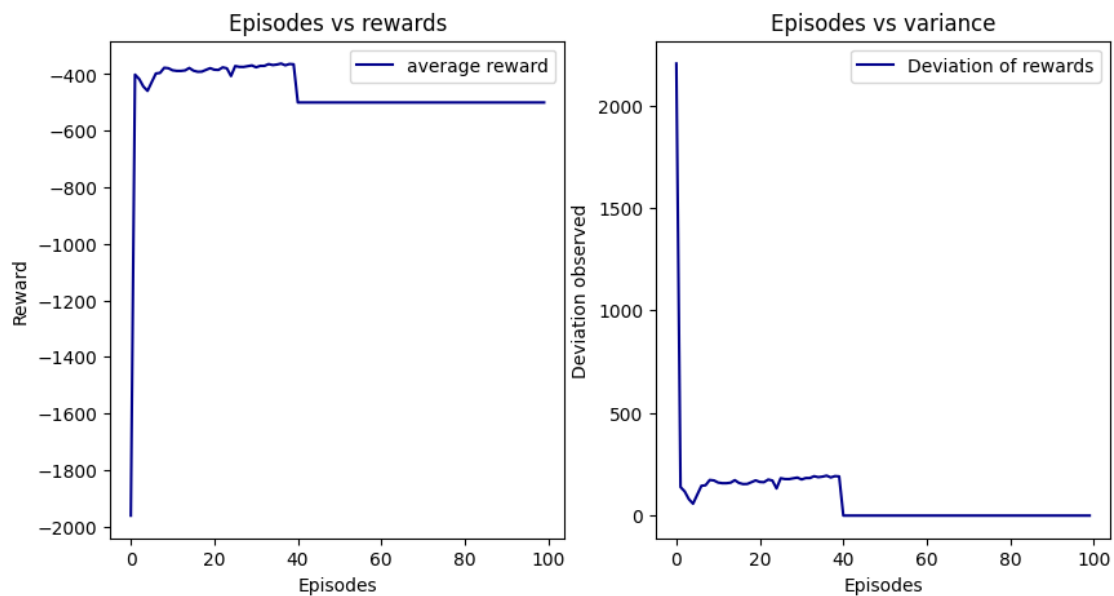 Episodes vs rewards
average reward
Reward
−400
−600
−800
−1000
−1200
−1400
−1600
−1800
−2000
0 20 40 60 80 100
Episodes
Episodes vs variance
Deviation of rewards
Deviation observed
2000
1500
1000
500
0
0 20 40 60 80 100
Episodes